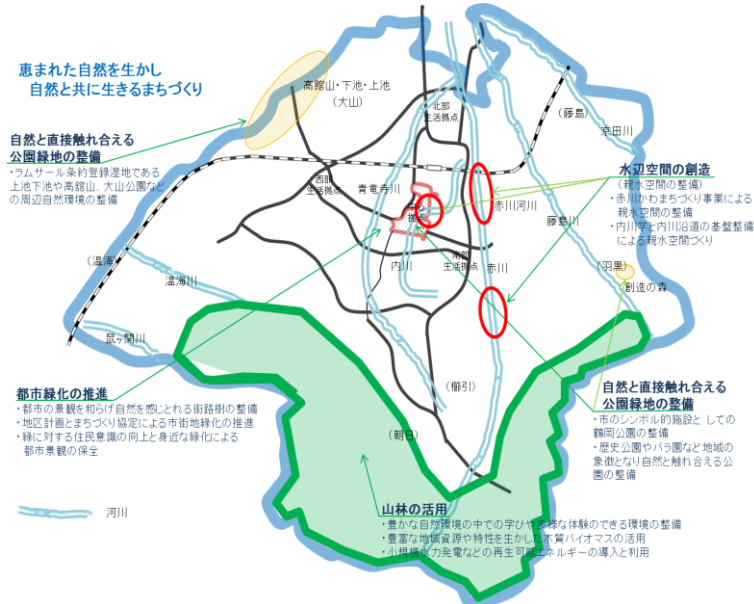 恵まれた自然を生かし
自然と共に生きるまちづくり
高館山・下池・上池
（大山）
自然と直接触れ合える
公園緑地の整備
・ラムサール条約登録湿地である
上池下池や高館山、大山公園など
の周辺自然環境の整備
北部
生活拠点
（藤島）
京田川
西部
生活拠点
青竜寺川
拠点
赤川河川
水辺空間の創造
（親水空間の整備）
・赤川かわまちづくり事業による
親水空間の整備
・内川学と内川沿道の基盤整備
による親水空間づくり
藤島川
南部
生活拠点
内川
赤川
（温海）
温海川
（羽黒）
創造の森
鼠ヶ関川
都市緑化の推進
・都市の景観を和らげ自然を感じとれる街路樹の整備
・地区計画とまちづくり協定による市街地緑化の推進
・緑に対する住民意識の向上と身近な緑化による
都市景観の保全
（櫛引）
（朝日）
自然と直接触れ合える
公園緑地の整備
・市のシンボル的施設としての
鶴岡公園の整備
・歴史公園やバラ園など地域の
象徴となり自然と触れ合える公
園の整備
山林の活用
・豊かな自然環境の中での学びや多様な体験のできる環境の整備
・豊富な地域資源や特性を生かした木質バイオマスの活用
・小規模水力発電などの再生可能エネルギーの導入と利用
河川